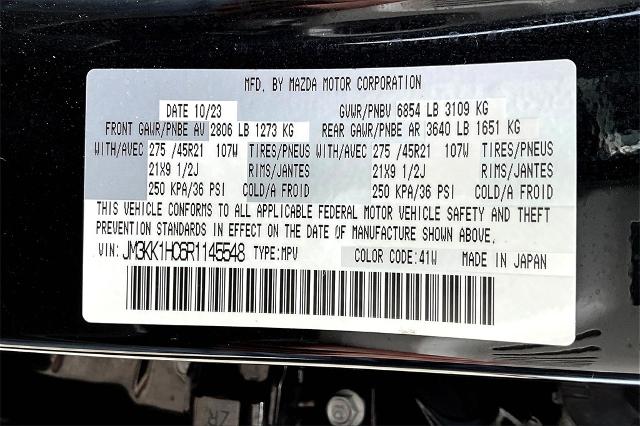 MFD. BY MAZDA MOTOR CORPORATION
DATE 10/23 GVWR/PNBV 6854 LB 3109 KG
FRONT GAWR/PNBE AV 2806 LB 1273 KG REAR GAWR/PNBE AR 3640 LB 1651 KG
WITH/AVEC 275 /45R21 107W TIRES/PNEUS WITH/AVEC 275 /45R21 107W TIRES/PNEUS
21X9 1/2J RIMS/JANTES 21X9 1/2J RIMS/JANTES
250 KPA/36 PSI COLD/A FROID 250 KPA/36 PSI COLD/A FROID
THIS VEHICLE CONFORMS TO ALL APPLICABLE FEDERAL MOTOR VEHICLE SAFETY AND THEFT
PREVENTION STANDARDS IN EFFECT ON THE DATE OF MANUFACTURE SHOWN ABOVE.
VIN: JM3KK1HC6R1145548 TYPE: MPV COLOR CODE: 41W MADE IN JAPAN